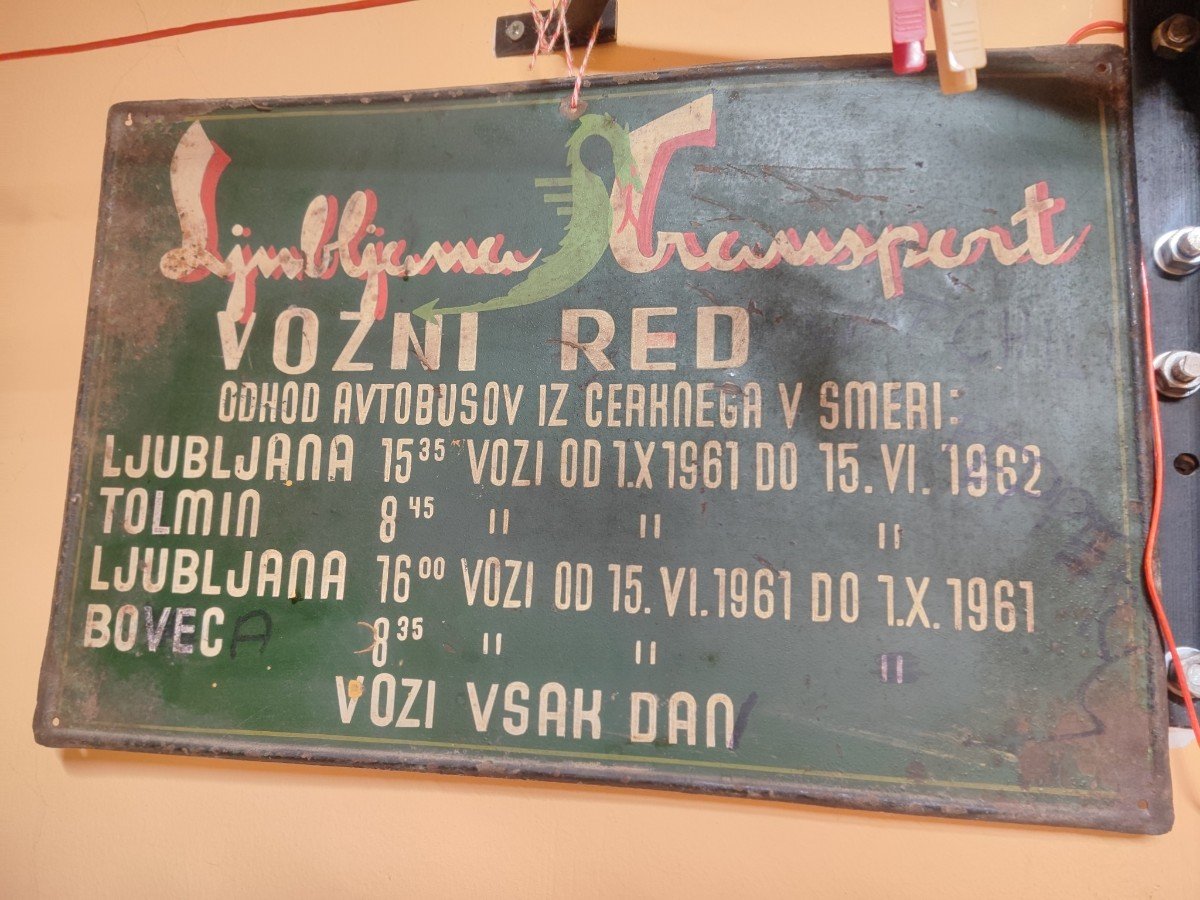 Ljubljana Transport
VOZNI RED
ODHOD AVTOBUSOV IZ CERKNEGA V SMERI:
LJUBLJANA 15³⁵ VOZI OD 1.X 1961 DO 15. VI. 1962
TOLMIN 8⁴⁵ " " "
LJUBLJANA 16⁰⁰ VOZI OD 15. VI. 1961 DO 1.X. 1961
BOVECA 8³⁵ " " "
VOZI VSAK DAN